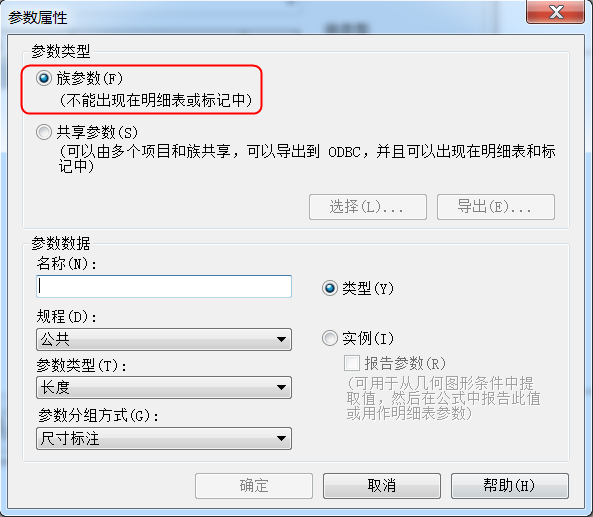 参数属性
参数类型
族参数(F)
(不能出现在明细表或标记中)
共享参数(S)
(可以由多个项目和族共享，可以导出到 ODBC，并且可以出现在明细表和标
记中)
选择(L)...
导出(E)...
参数数据
名称(N):
类型(Y)
规程(D):
公共
实例(I)
报告参数(R)
(可用于从几何图形条件中提
取值，然后在公式中报告此值
或用作明细表参数)
参数类型(T):
长度
参数分组方式(G):
尺寸标注
确定
取消
帮助(H)